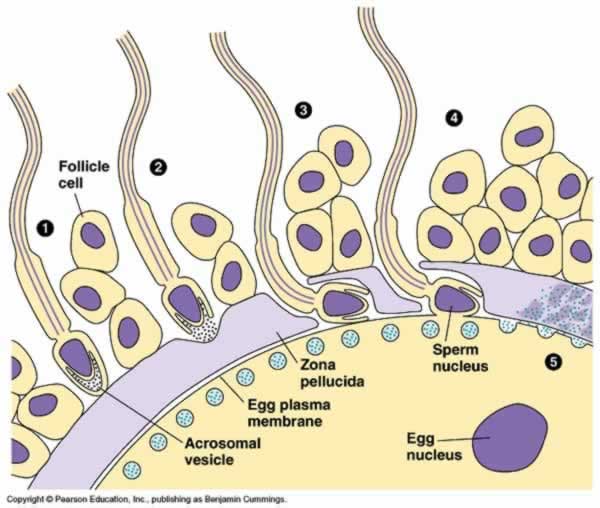 3
4
Follicle
cell
2
1
Zona
pellucida
Sperm
nucleus
5
Egg plasma
membrane
Acrosomal
vesicle
Egg
nucleus
Copyright © Pearson Education, Inc., publishing as Benjamin Cummings.